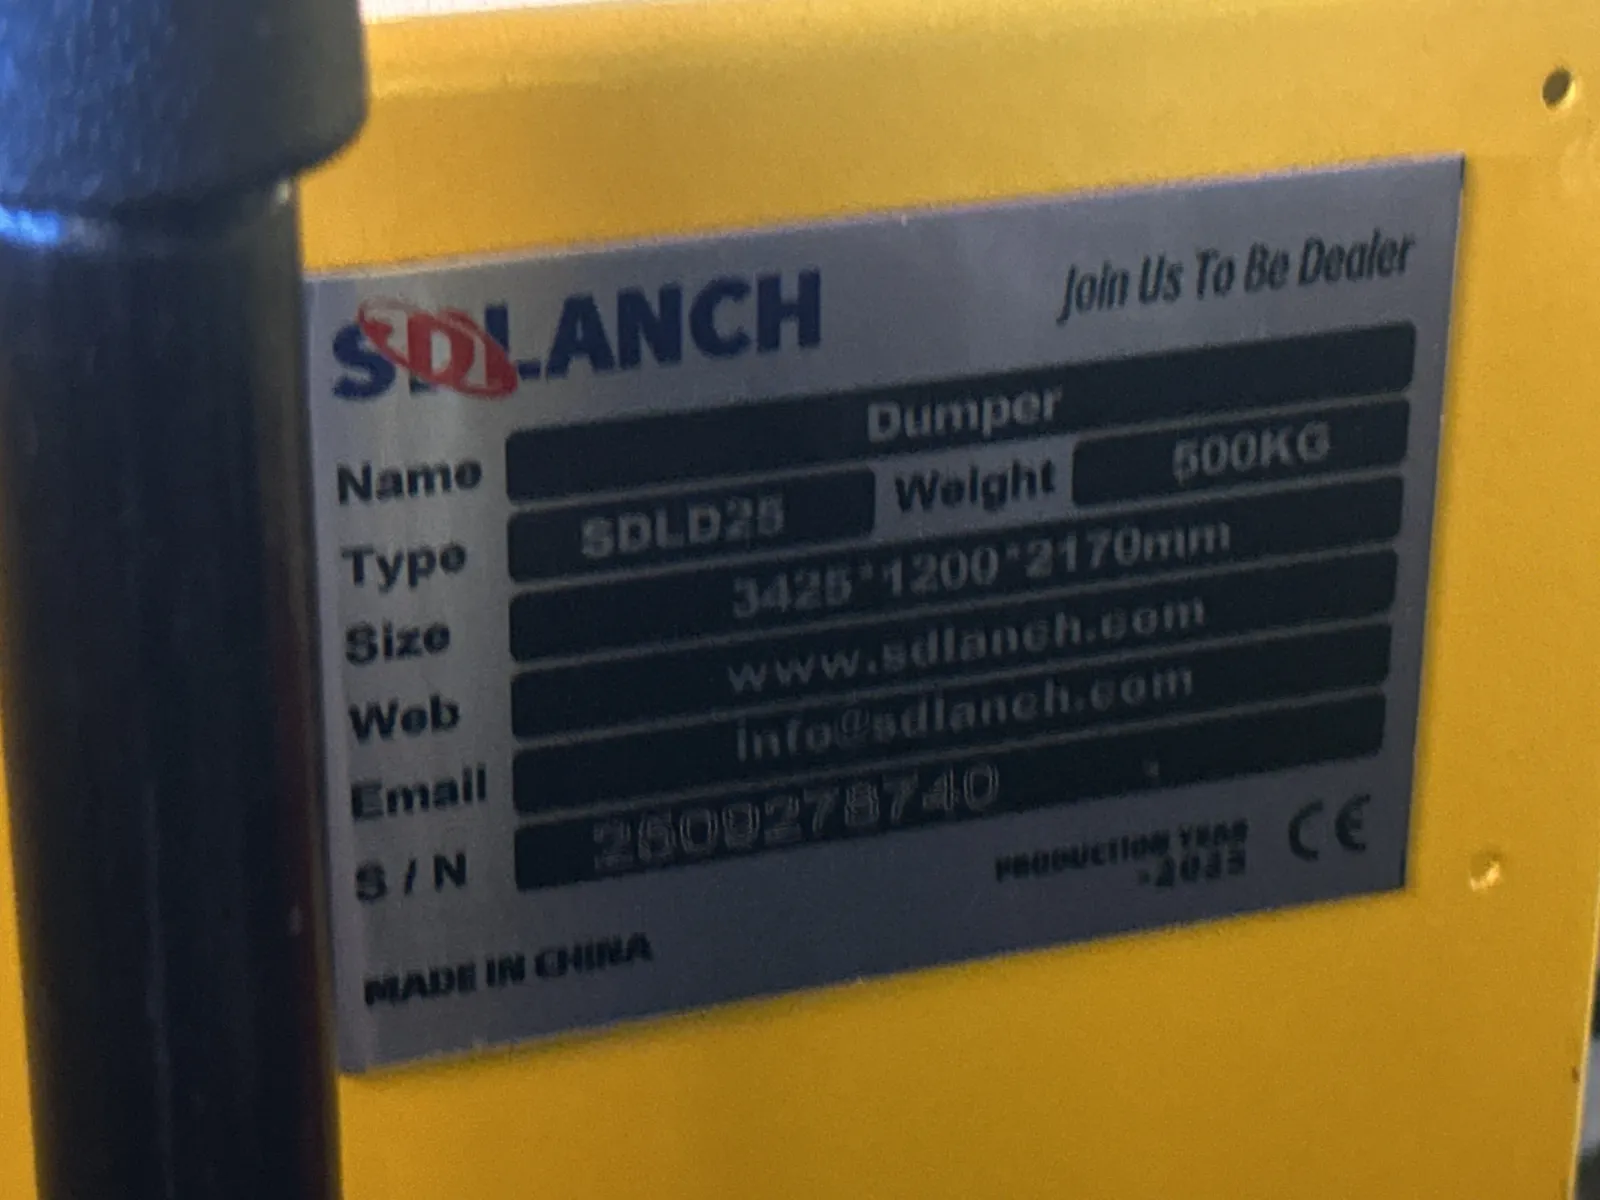 SDLANCH
Join Us To Be Dealer
Name Dumper
Type SDLD25 Weight 500KG
Size 3425*1200*2170mm
Web www.sdlanch.com
Email info@sdlanch.com
S / N
PRODUCTION YEAR
MADE IN CHINA
CE